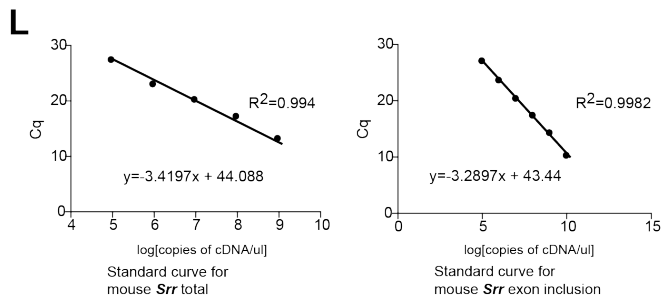 L
30
20
10
0
Cq
R2=0.994
y=-3.4197x + 44.088
4 5 6 7 8 9 10
log[copies of cDNA/ul]
Standard curve for
mouse Srr total
30
20
10
0
Cq
R2=0.9982
y=-3.2897x + 43.44
0 5 10 15
log[copies of cDNA/ul]
Standard curve for
mouse Srr exon inclusion